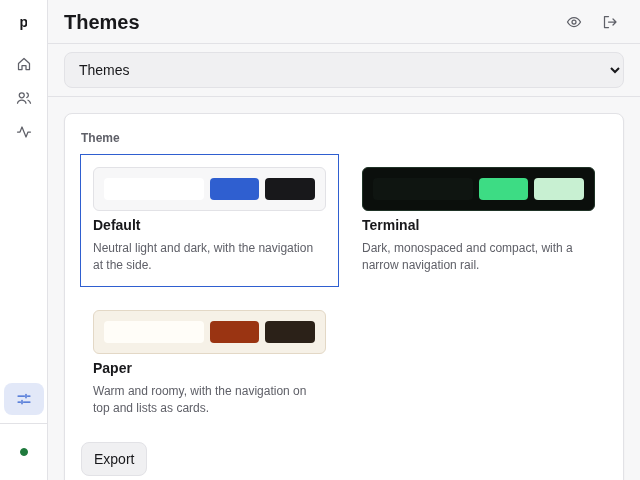 p
Themes
Themes
Theme
Default
Neutral light and dark, with the navigation
at the side.
Terminal
Dark, monospaced and compact, with a
narrow navigation rail.
Paper
Warm and roomy, with the navigation on
top and lists as cards.
Export